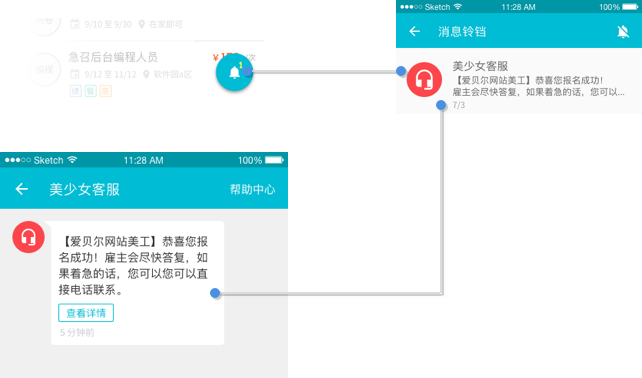 9/10 至 9/30 在家即可
急召后台编程人员
编程
9/12 至 11/12 软件园a区
¥1 /次
1
Sketch 11:28 AM 100%
消息铃铛
美少女客服
【爱贝尔网站美工】恭喜您报名成功！
雇主会尽快答复，如果着急的话，您可以...
7/3
Sketch 11:28 AM 100%
美少女客服 帮助中心
【爱贝尔网站美工】恭喜您报
名成功！雇主会尽快答复，如
果着急的话，您可以您可以直
接电话联系。
查看详情
5 分钟前